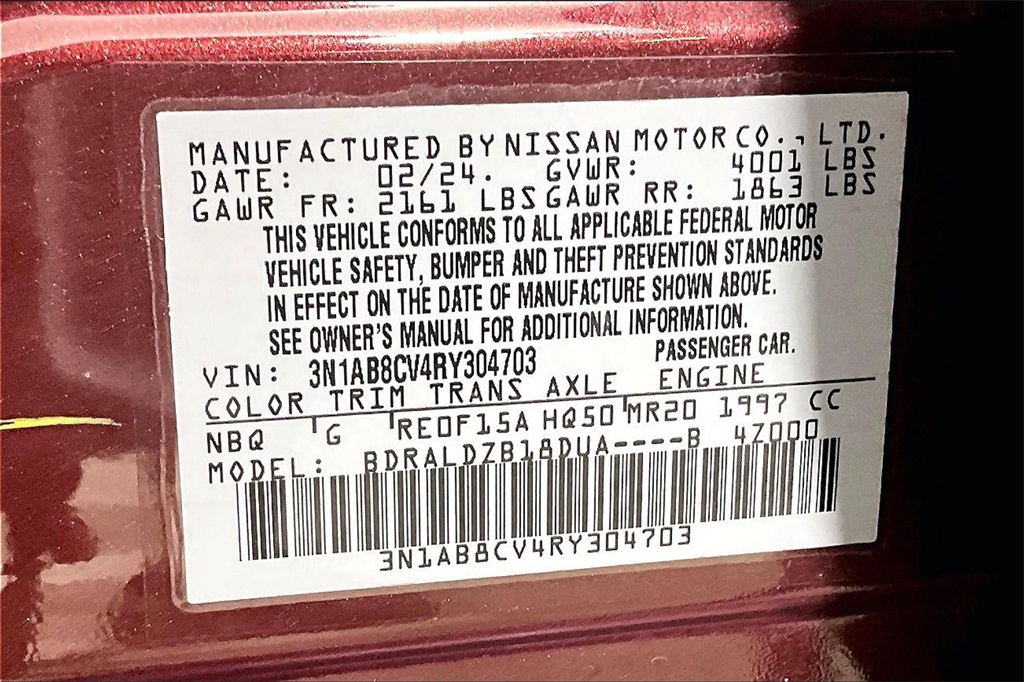 MANUFACTURED BY NISSAN MOTOR CO., LTD.
DATE: 02/24. GVWR: 4001 LBS
GAWR FR: 2161 LBS GAWR RR: 1863 LBS
THIS VEHICLE CONFORMS TO ALL APPLICABLE FEDERAL MOTOR
VEHICLE SAFETY, BUMPER AND THEFT PREVENTION STANDARDS
IN EFFECT ON THE DATE OF MANUFACTURE SHOWN ABOVE.
SEE OWNER'S MANUAL FOR ADDITIONAL INFORMATION.
VIN: 3N1AB8CV4RY304703 PASSENGER CAR.
COLOR TRIM TRANS AXLE ENGINE
NBQ G RE0F15A HQ50 MR20 1997 CC
MODEL: BDRALDZB18DUA----B 4Z000
3N1AB8CV4RY304703